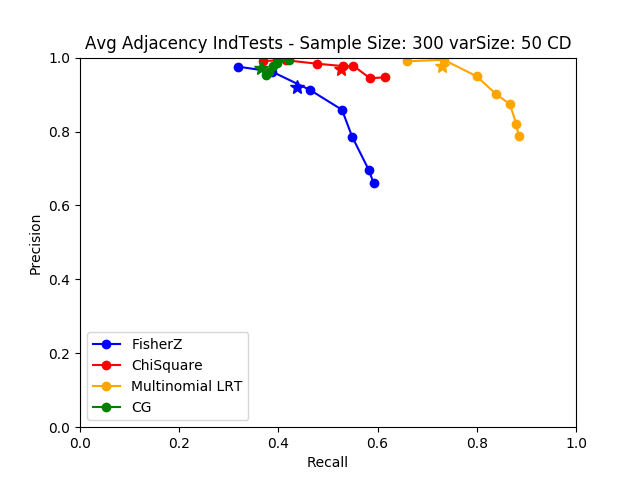 Avg Adjacency IndTests - Sample Size: 300 varSize: 50 CD
1.0
0.8
0.6
0.4
0.2
0.0
Precision
FisherZ
ChiSquare
Multinomial LRT
CG
0.0 0.2 0.4 0.6 0.8 1.0
Recall